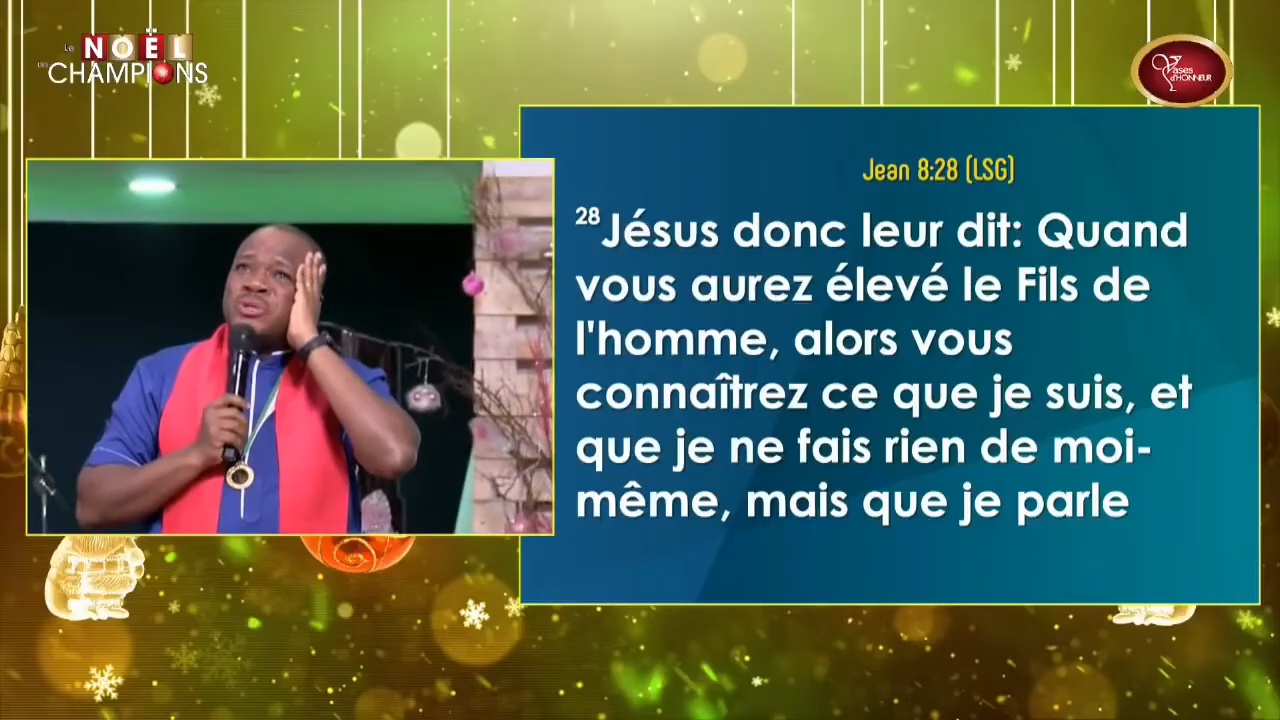 Le NOËL
DES CHAMPIONS
Vases
d'HONNEUR
Jean 8:28 (LSG)
28Jésus donc leur dit: Quand
vous aurez élevé le Fils de
l'homme, alors vous
connaîtrez ce que je suis, et
que je ne fais rien de moi-
même, mais que je parle